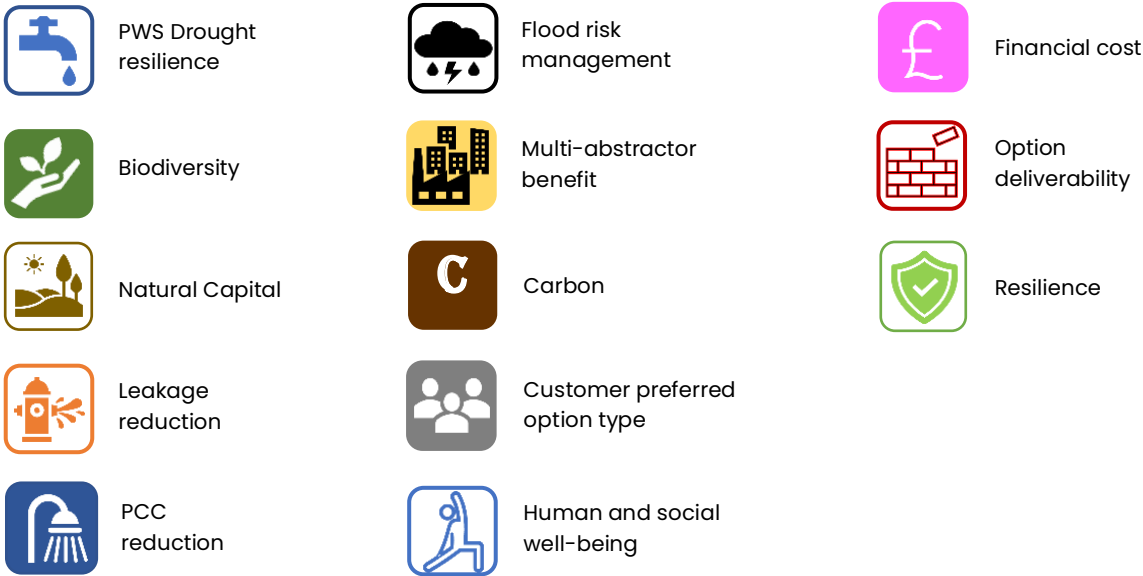 PWS Drought
resilience
Biodiversity
Natural Capital
Leakage
reduction
PCC
reduction
Flood risk
management
Multi-abstractor
benefit
C
Carbon
Customer preferred
option type
Human and social
well-being
£
Financial cost
Option
deliverability
Resilience